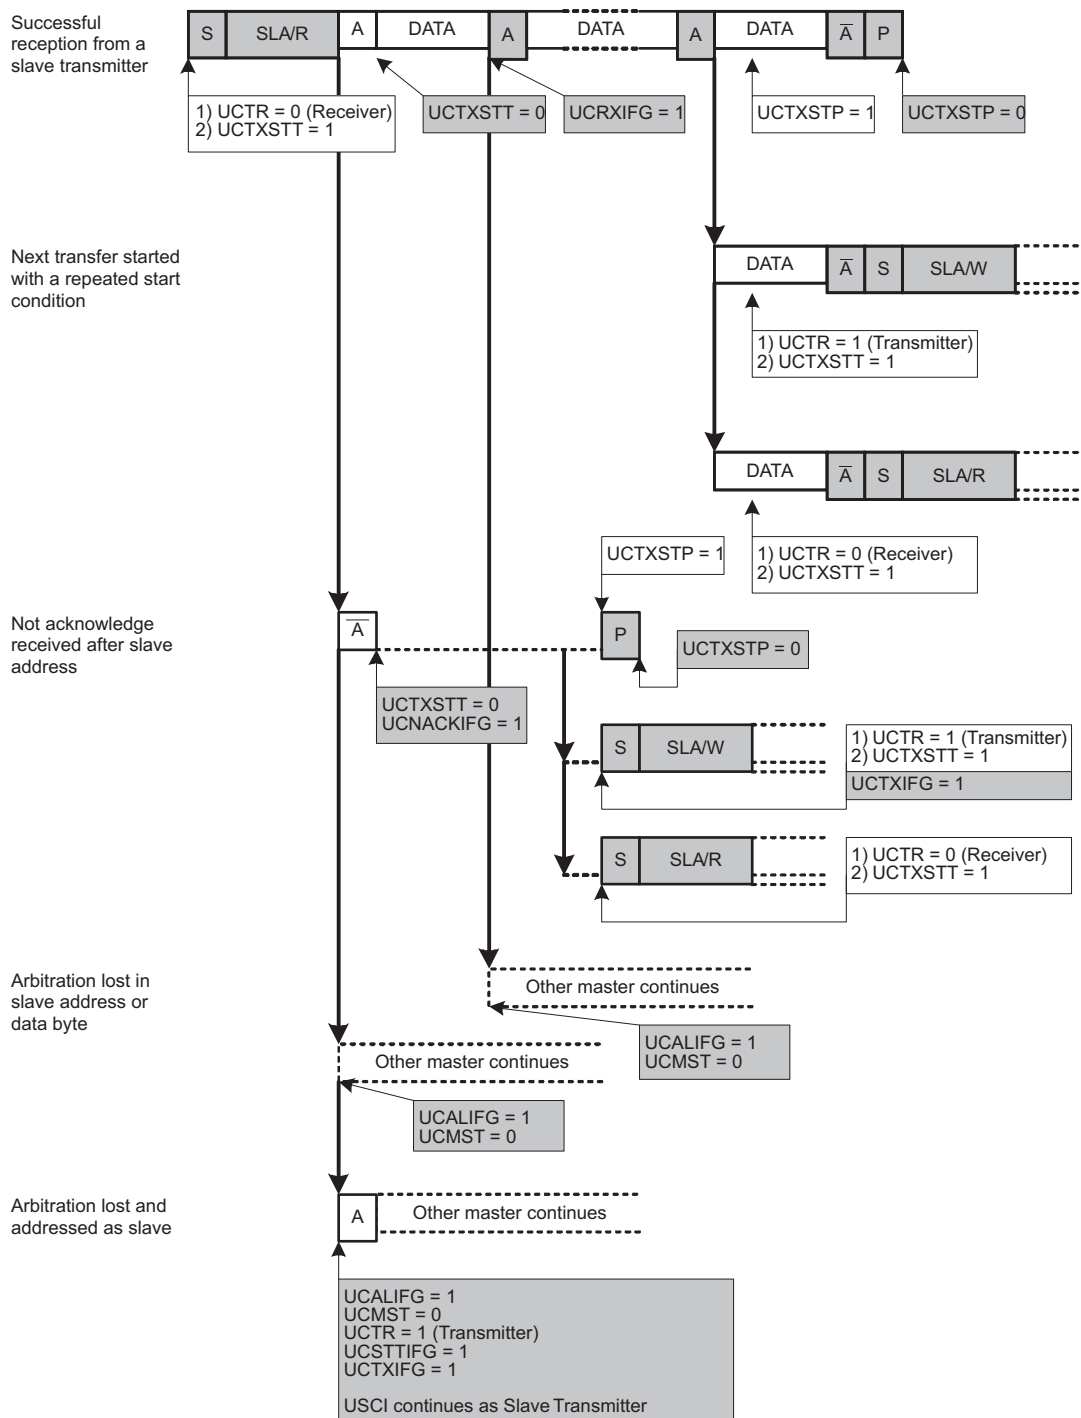 Successful
reception from a
slave transmitter
S SLA/R A DATA A DATA A DATA A P
1) UCTR = 0 (Receiver)
2) UCTXSTT = 1
UCTXSTT = 0
UCRXIFG = 1
UCTXSTP = 1
UCTXSTP = 0
Next transfer started
with a repeated start
condition
DATA A S SLA/W
1) UCTR = 1 (Transmitter)
2) UCTXSTT = 1
DATA A S SLA/R
1) UCTR = 0 (Receiver)
2) UCTXSTT = 1
UCTXSTP = 1
Not acknowledge
received after slave
address
A
P
UCTXSTP = 0
UCTXSTT = 0
UCNACKIFG = 1
S SLA/W
1) UCTR = 1 (Transmitter)
2) UCTXSTT = 1
UCTXIFG = 1
S SLA/R
1) UCTR = 0 (Receiver)
2) UCTXSTT = 1
Arbitration lost in
slave address or
data byte
Other master continues
UCALIFG = 1
UCMST = 0
Other master continues
UCALIFG = 1
UCMST = 0
Arbitration lost and
addressed as slave
A Other master continues
UCALIFG = 1
UCMST = 0
UCTR = 1 (Transmitter)
UCSTTIFG = 1
UCTXIFG = 1
USCI continues as Slave Transmitter